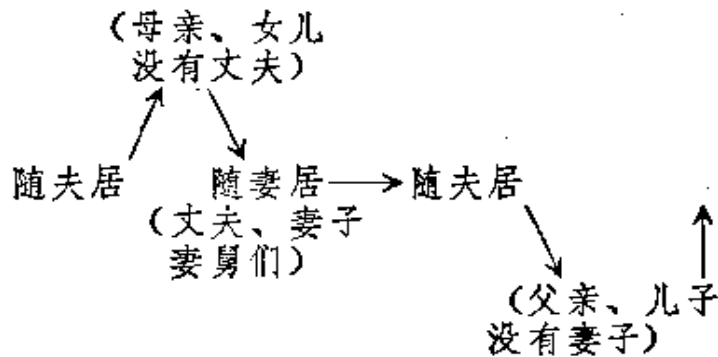 （母亲、女儿
没有丈夫）
随夫居
随妻居
随夫居
（丈夫、妻子
妻舅们）
（父亲、儿子
没有妻子）